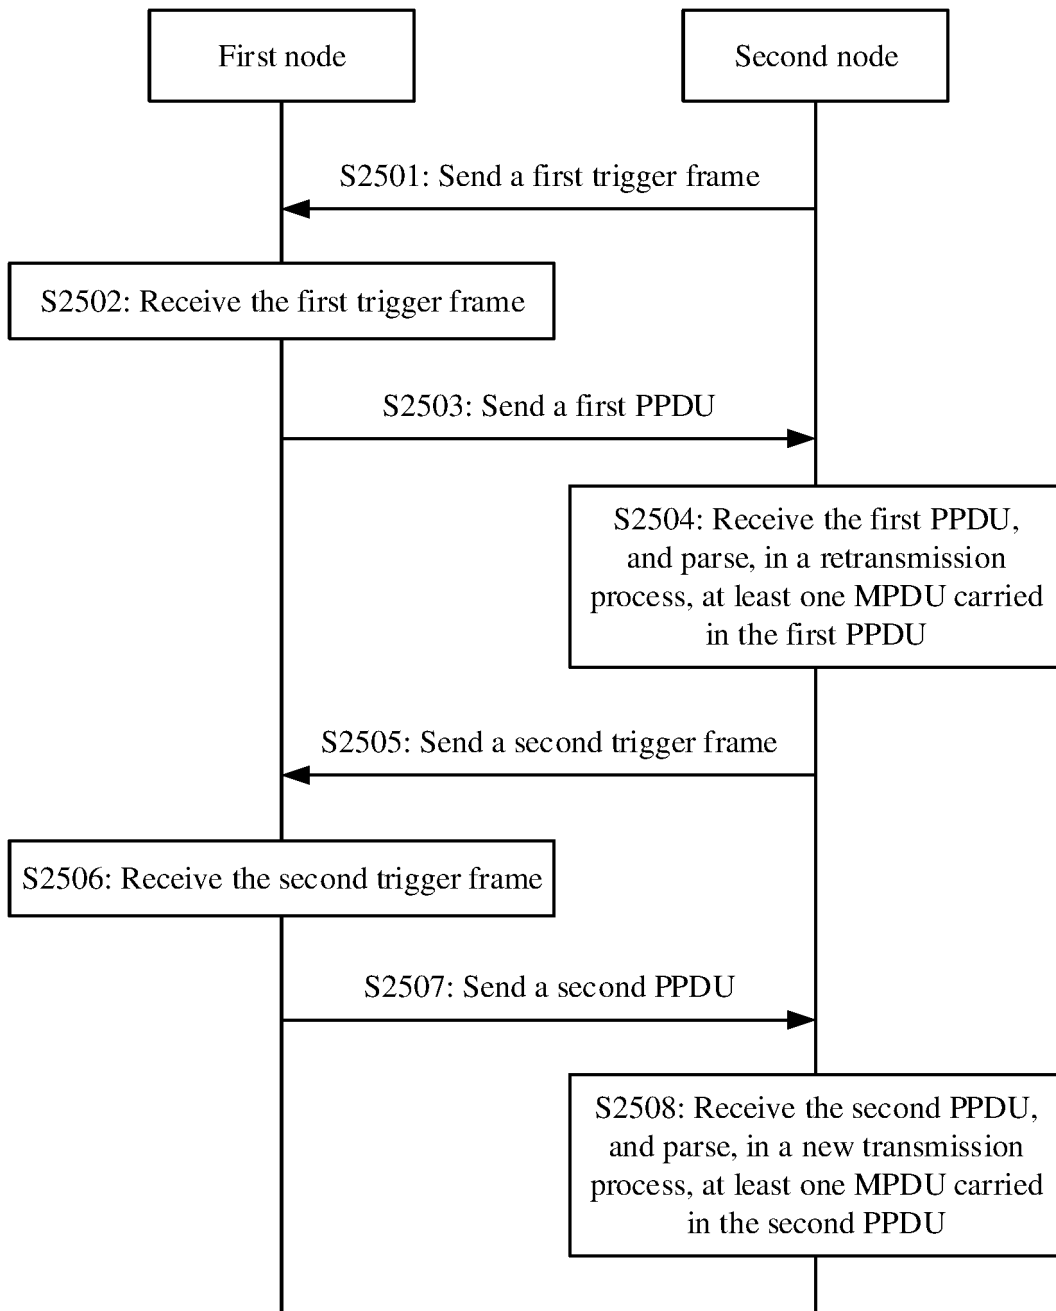 First node
Second node
S2501: Send a first trigger frame
S2502: Receive the first trigger frame
S2503: Send a first PPDU
S2504: Receive the first PPDU,
and parse, in a retransmission
process, at least one MPDU carried
in the first PPDU
S2505: Send a second trigger frame
S2506: Receive the second trigger frame
S2507: Send a second PPDU
S2508: Receive the second PPDU,
and parse, in a new transmission
process, at least one MPDU carried
in the second PPDU